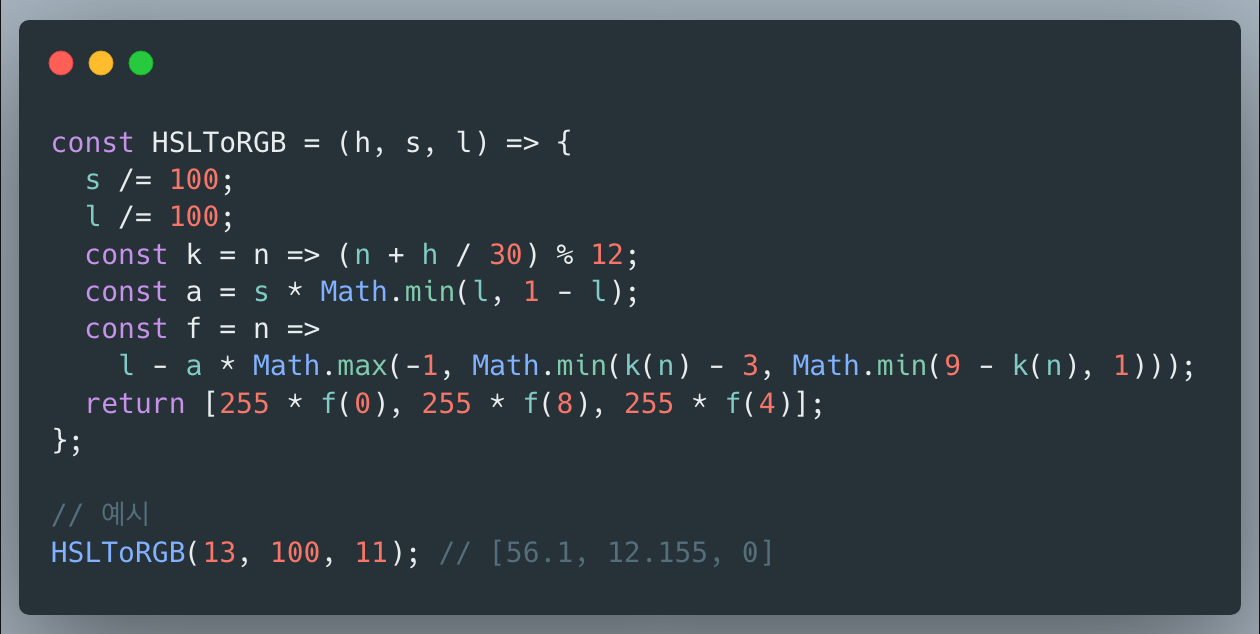 const HSLToRGB = (h, s, l) => {
  s /= 100;
  l /= 100;
  const k = n => (n + h / 30) % 12;
  const a = s * Math.min(l, 1 - l);
  const f = n =>
    l - a * Math.max(-1, Math.min(k(n) - 3, Math.min(9 - k(n), 1)));
  return [255 * f(0), 255 * f(8), 255 * f(4)];
};

// 예시
HSLToRGB(13, 100, 11); // [56.1, 12.155, 0]